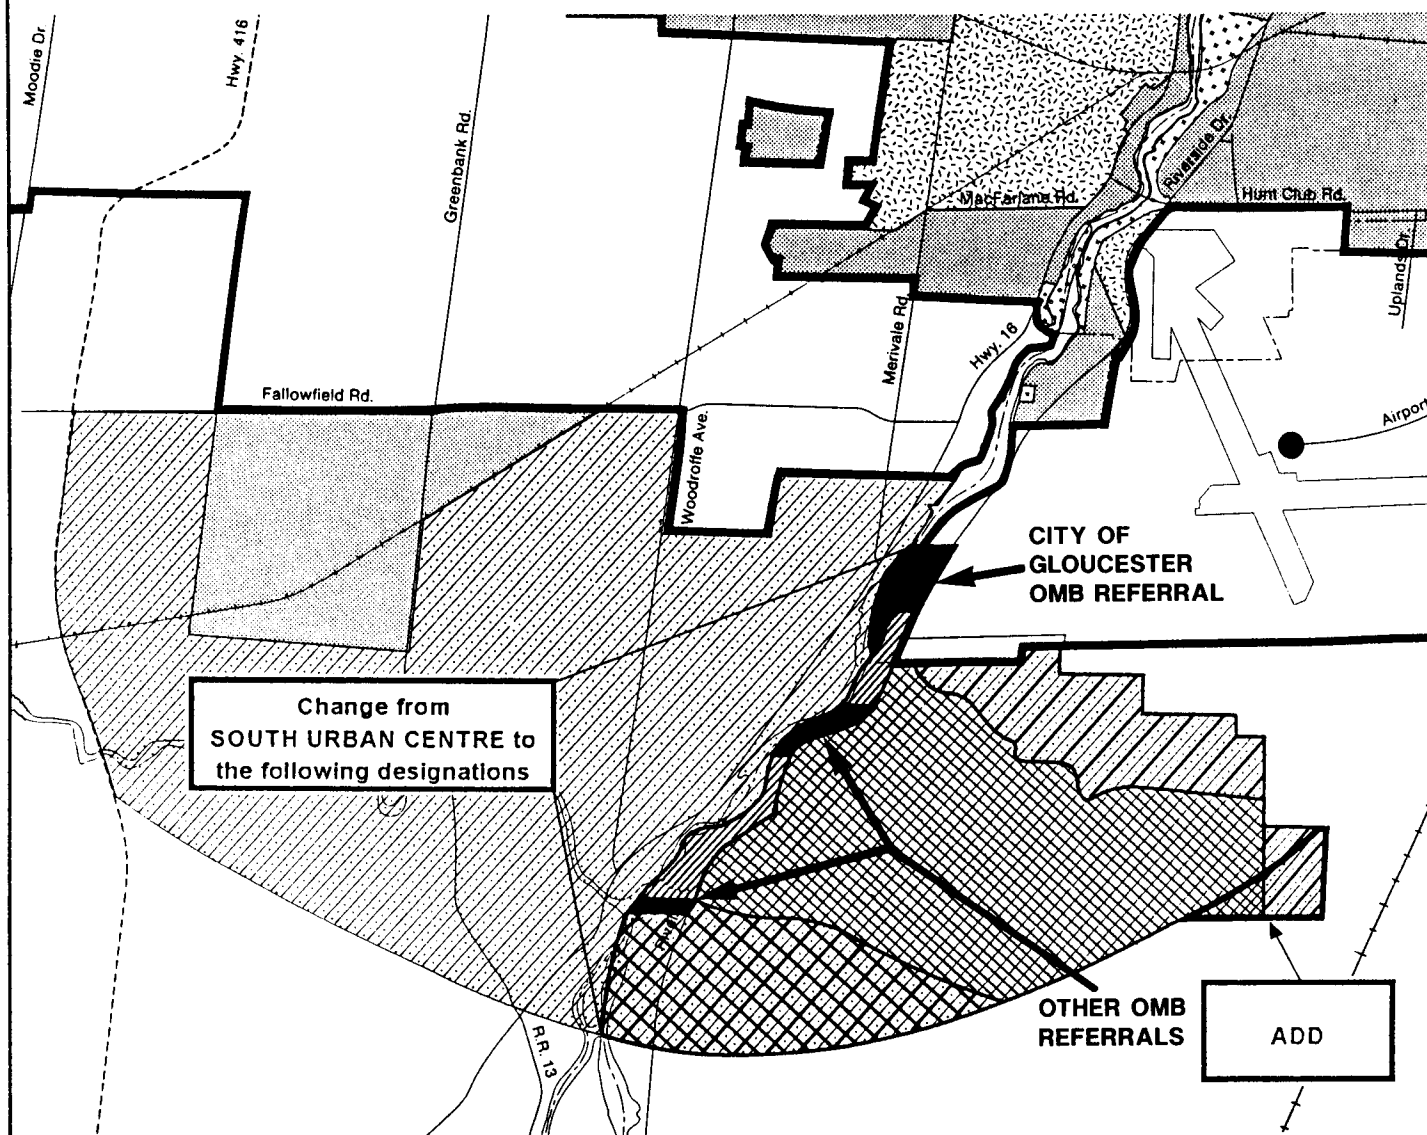 Moodie Dr.
Hwy. 416
Greenbank Rd.
Riverside Dr.
MacFarlane Rd.
Hunt Club Rd.
Uplands Dr.
Merivale Rd.
Hwy. 16
Fallowfield Rd.
Woodroffe Ave.
Airport
CITY OF
GLOUCESTER
OMB REFERRAL
Change from
SOUTH URBAN CENTRE to
the following designations
OTHER OMB
REFERRALS
ADD
R.R. 13